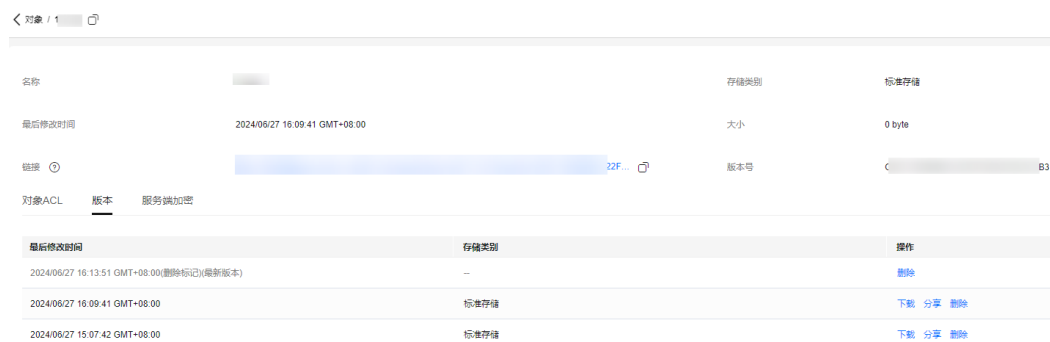 对象 / 1
名称
存储类别 标准存储
最后修改时间 2024/06/27 16:09:41 GMT+08:00 大小 0 byte
链接 22F... 版本号 B3
对象ACL 版本 服务端加密
最后修改时间 存储类别 操作
2024/06/27 16:13:51 GMT+08:00(删除标记)(最新版本) -- 删除
2024/06/27 16:09:41 GMT+08:00 标准存储 下载 分享 删除
2024/06/27 15:07:42 GMT+08:00 标准存储 下载 分享 删除